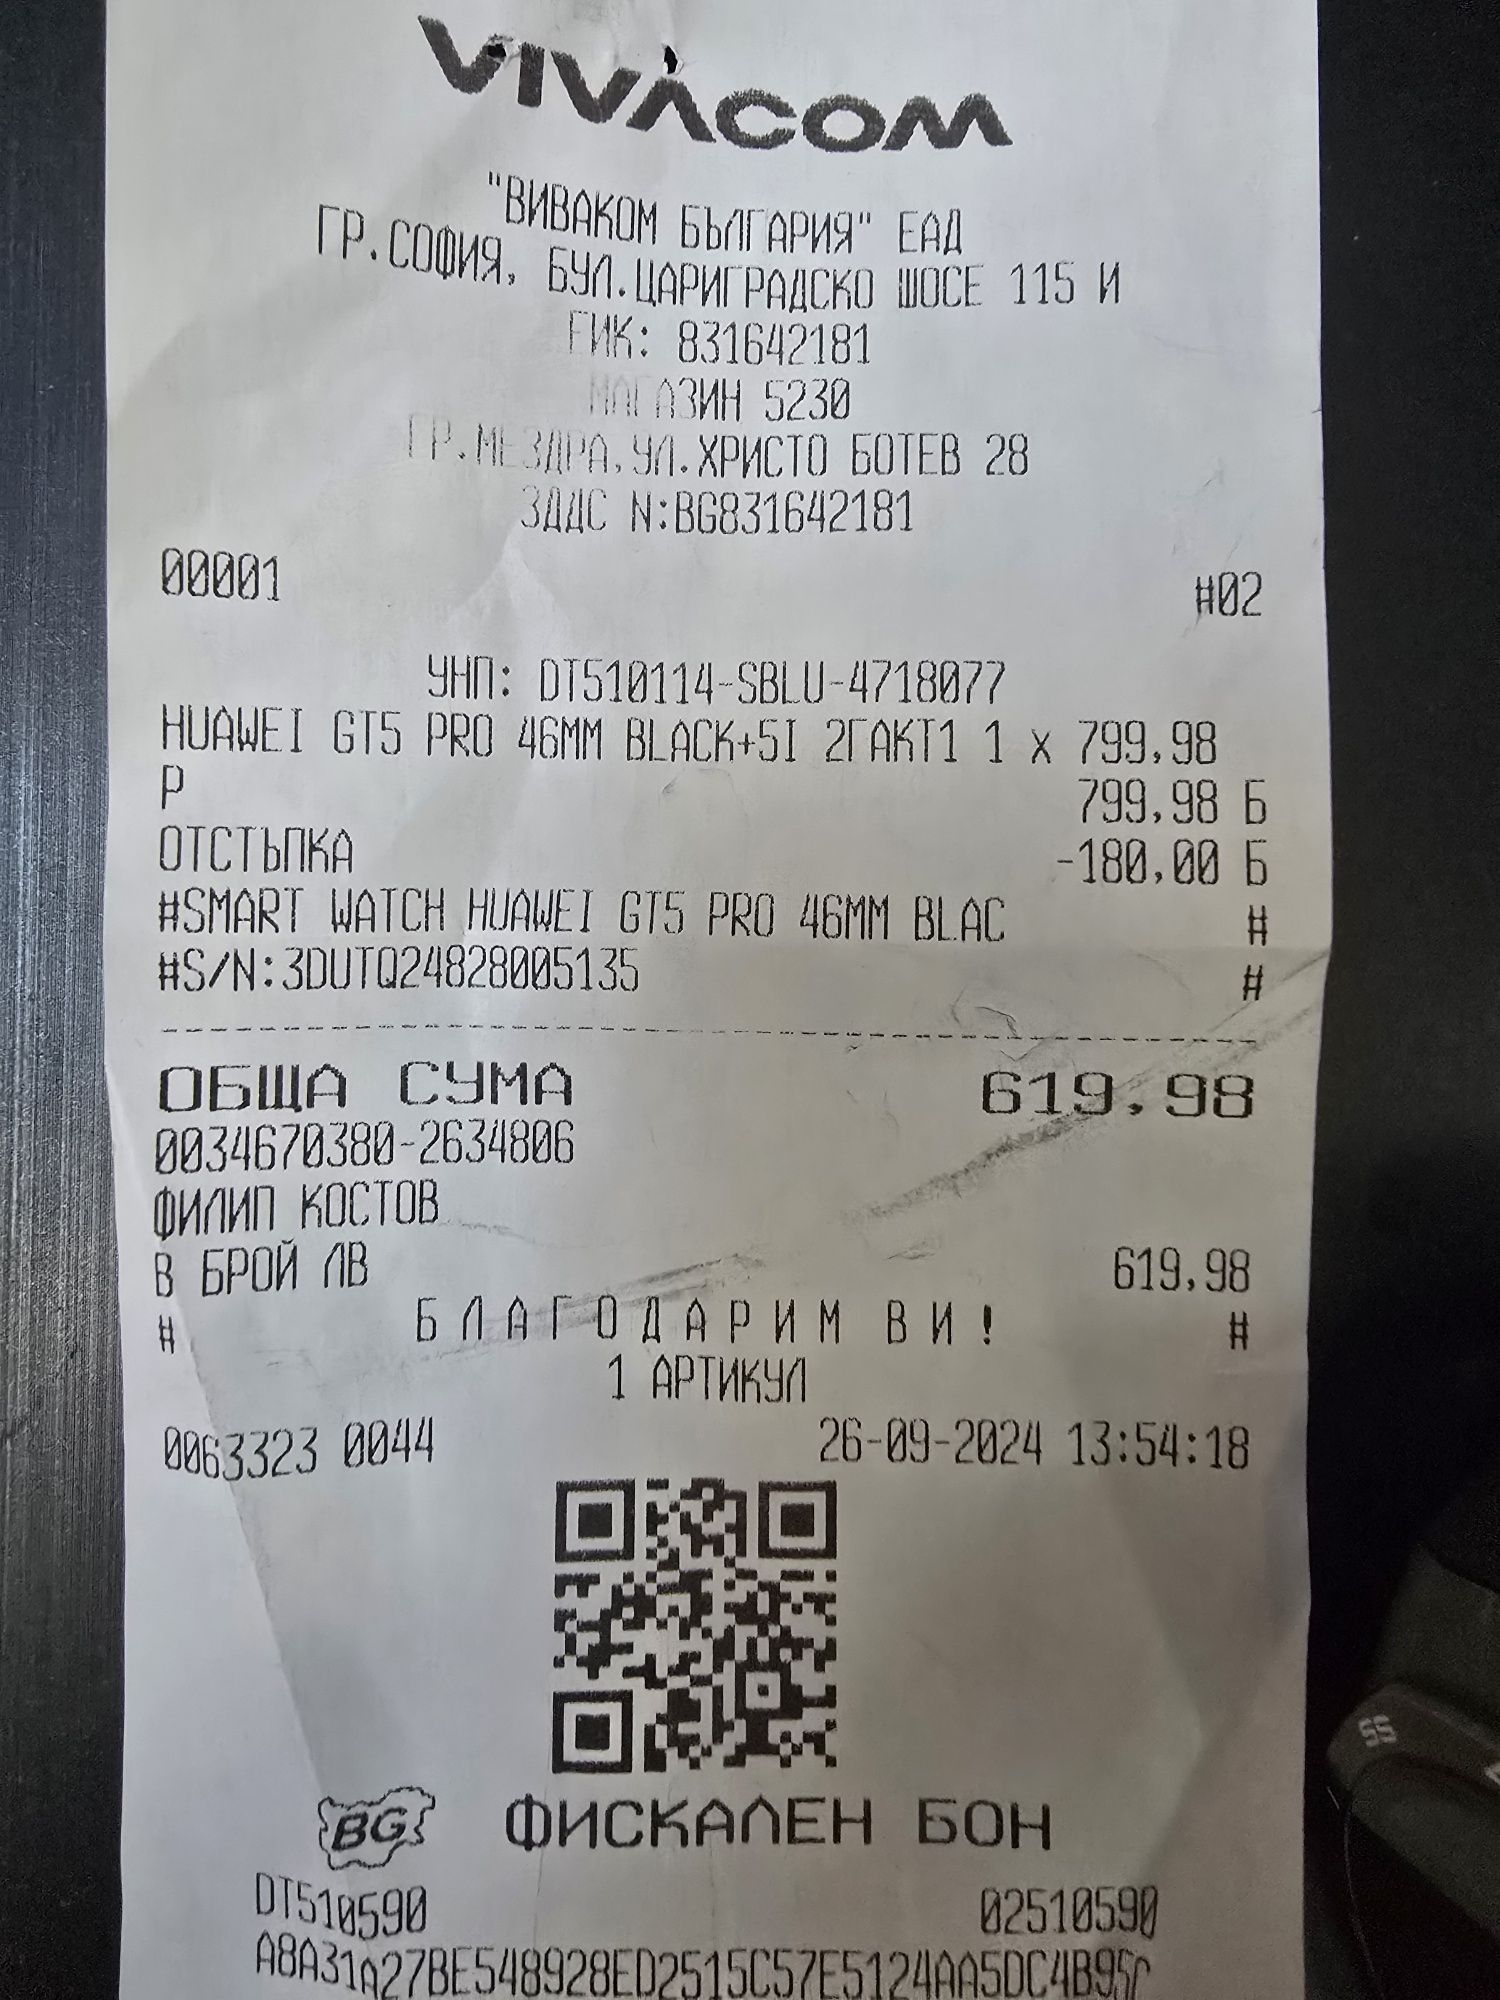 VIVACOM
"ВИВАКОМ БЪЛГАРИЯ" ЕАД
ГР.СОФИЯ, БУЛ.ЦАРИГРАДСКО ШОСЕ 115 И
ЕИК: 831642181
МАГАЗИН 5230
ГР.МЕЗДРА,УЛ.ХРИСТО БОТЕВ 28
ЗДДС N:BG831642181
00001 #02
УНП: DT510114-SBLU-4718077
HUAWEI GT5 PRO 46MM BLACK+5I 2ГАКТ1 1 x 799,98
P 799,98 Б
ОТСТЪПКА -180,00 Б
#SMART WATCH HUAWEI GT5 PRO 46MM BLAC #
#S/N:3DUTQ24828005135 #
ОБЩА СУМА 619.98
0034670380-2634806
ФИЛИП КОСТОВ
В БРОЙ ЛВ 619,98
# БЛАГОДАРИМ ВИ! #
1 АРТИКУЛ
0063323 0044 26-09-2024 13:54:18
BG ФИСКАЛЕН БОН
DT510590 02510590